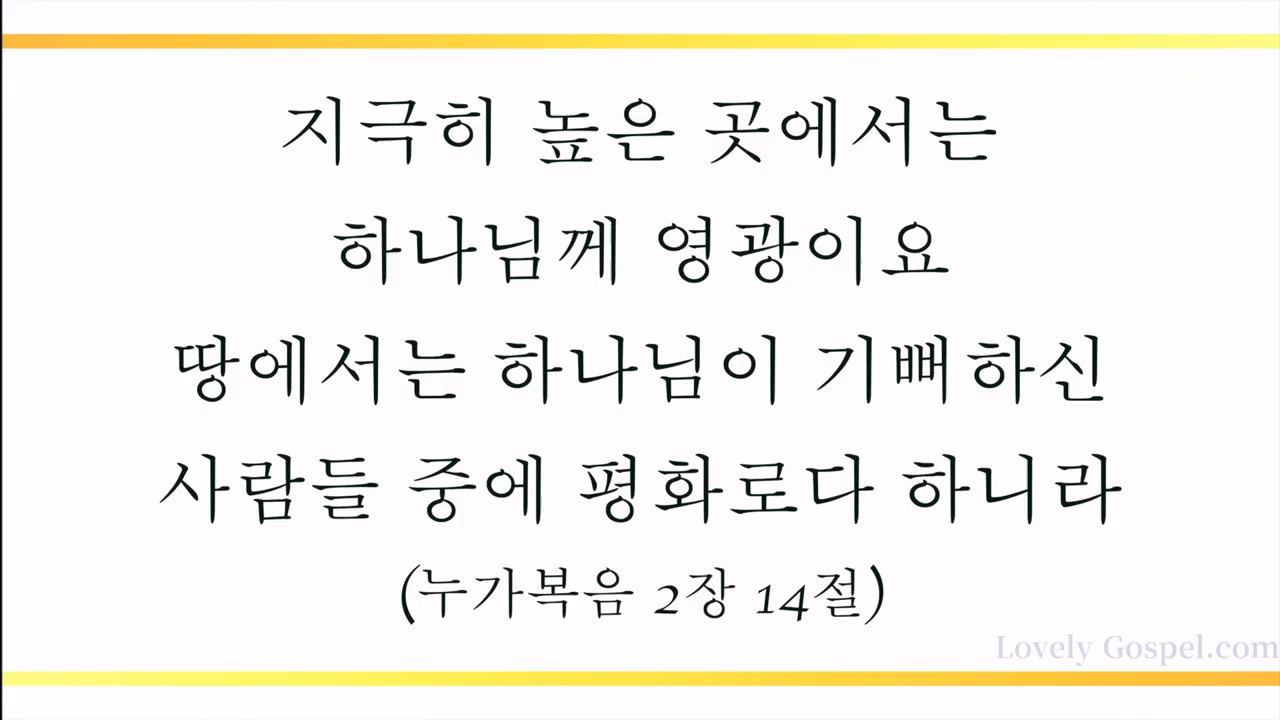 지극히 높은 곳에서는
하나님께 영광이요
땅에서는 하나님이 기뻐하신
사람들 중에 평화로다 하니라
(누가복음 2장 14절)
Lovely Gospel.com